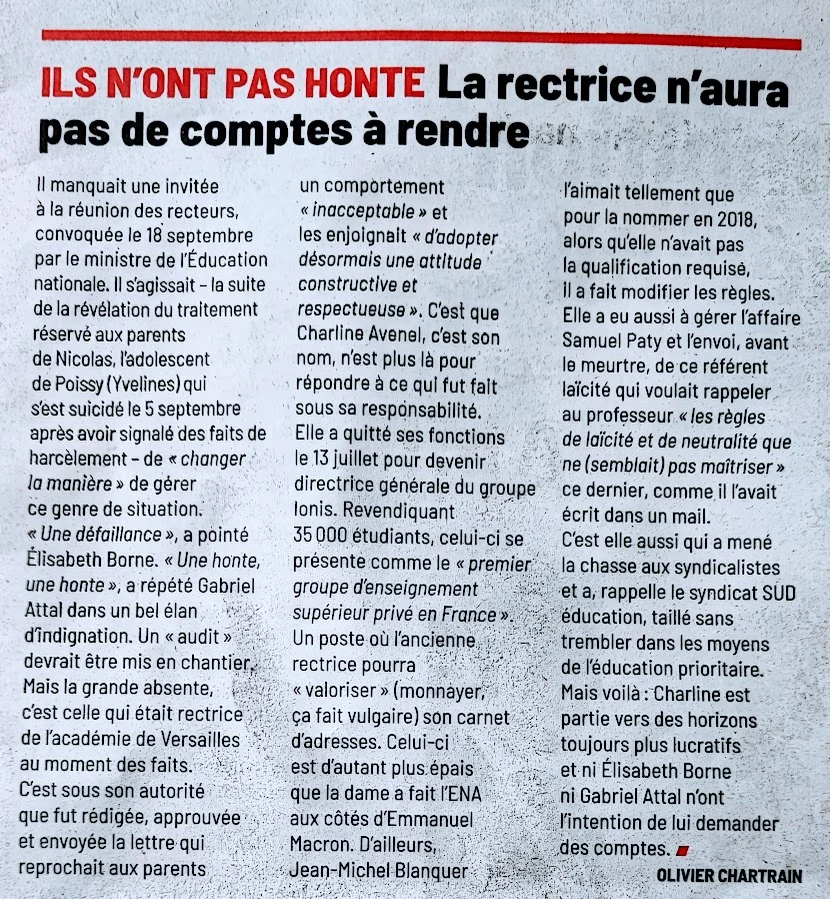 ILS N'ONT PAS HONTE La rectrice n'aura
pas de comptes à rendre
Il manquait une invitée
à la réunion des recteurs,
convoquée le 18 septembre
par le ministre de l'Éducation
nationale. Il s'agissait – la suite
de la révélation du traitement
réservé aux parents
de Nicolas, l'adolescent
de Poissy (Yvelines) qui
s'est suicidé le 5 septembre
après avoir signalé des faits de
harcèlement – de « changer
la manière » de gérer
ce genre de situation.
« Une défaillance », a pointé
Élisabeth Borne. « Une honte,
une honte », a répété Gabriel
Attal dans un bel élan
d'indignation. Un « audit »
devrait être mis en chantier.
Mais la grande absente,
c'est celle qui était rectrice
de l'académie de Versailles
au moment des faits.
C'est sous son autorité
que fut rédigée, approuvée
et envoyée la lettre qui
reprochait aux parents
un comportement
« inacceptable » et
les enjoignait « d'adopter
désormais une attitude
constructive et
respectueuse ». C'est que
Charline Avenel, c'est son
nom, n'est plus là pour
répondre à ce qui fut fait
sous sa responsabilité.
Elle a quitté ses fonctions
le 13 juillet pour devenir
directrice générale du groupe
Ionis. Revendiquant
35 000 étudiants, celui-ci se
présente comme le « premier
groupe d'enseignement
supérieur privé en France ».
Un poste où l'ancienne
rectrice pourra
« valoriser » (monnayer,
ça fait vulgaire) son carnet
d'adresses. Celui-ci
est d'autant plus épais
que la dame a fait l'ENA
aux côtés d'Emmanuel
Macron. D'ailleurs,
Jean-Michel Blanquer
l'aimait tellement que
pour la nommer en 2018,
alors qu'elle n'avait pas
la qualification requise,
il a fait modifier les règles.
Elle a eu aussi à gérer l'affaire
Samuel Paty et l'envoi, avant
le meurtre, de ce référent
laïcité qui voulait rappeler
au professeur « les règles
de laïcité et de neutralité que
ne (semblait) pas maîtriser »
ce dernier, comme il l'avait
écrit dans un mail.
C'est elle aussi qui a mené
la chasse aux syndicalistes
et a, rappelle le syndicat SUD
éducation, taillé sans
trembler dans les moyens
de l'éducation prioritaire.
Mais voilà : Charline est
partie vers des horizons
toujours plus lucratifs
et ni Élisabeth Borne
ni Gabriel Attal n'ont
l'intention de lui demander
des comptes.
OLIVIER CHARTRAIN